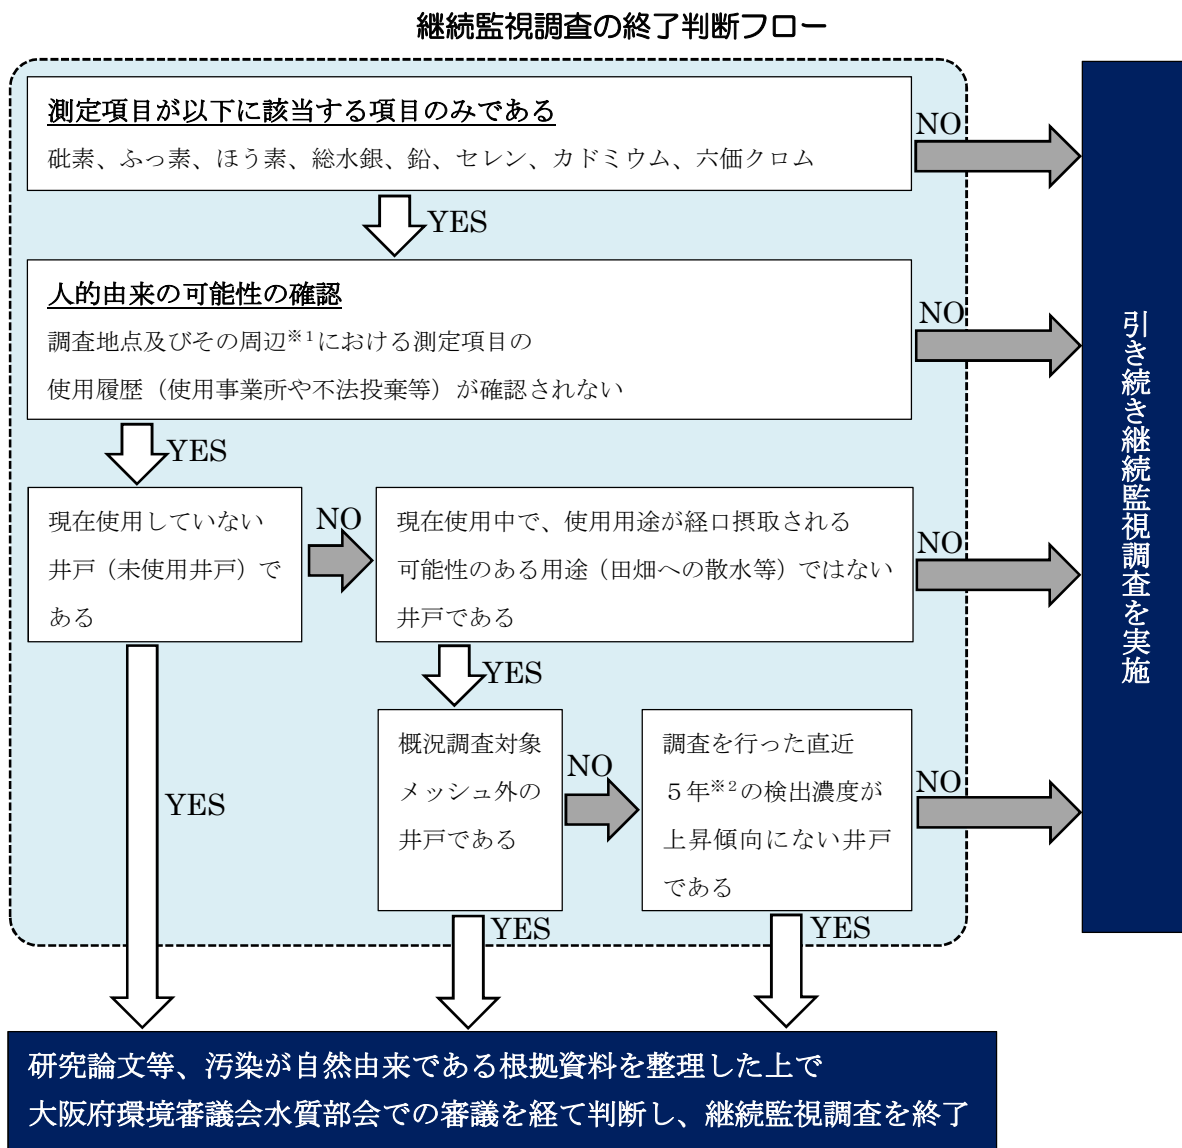 継続監視調査の終了判断フロー
測定項目が以下に該当する項目のみである
砒素、ふっ素、ほう素、総水銀、鉛、セレン、カドミウム、六価クロム
NO
YES
人的由来の可能性の確認
調査地点及びその周辺※1における測定項目の
使用履歴（使用事業所や不法投棄等）が確認されない
NO
YES
現在使用していない
井戸（未使用井戸）で
ある
NO
現在使用中で、使用用途が経口摂取される
可能性のある用途（田畑への散水等）ではない
井戸である
NO
YES
YES
概況調査対象
メッシュ外の
井戸である
NO
調査を行った直近
５年※2の検出濃度が
上昇傾向にない井戸
である
NO
YES
YES
引き続き継続監視調査を実施
研究論文等、汚染が自然由来である根拠資料を整理した上で
大阪府環境審議会水質部会での審議を経て判断し、継続監視調査を終了